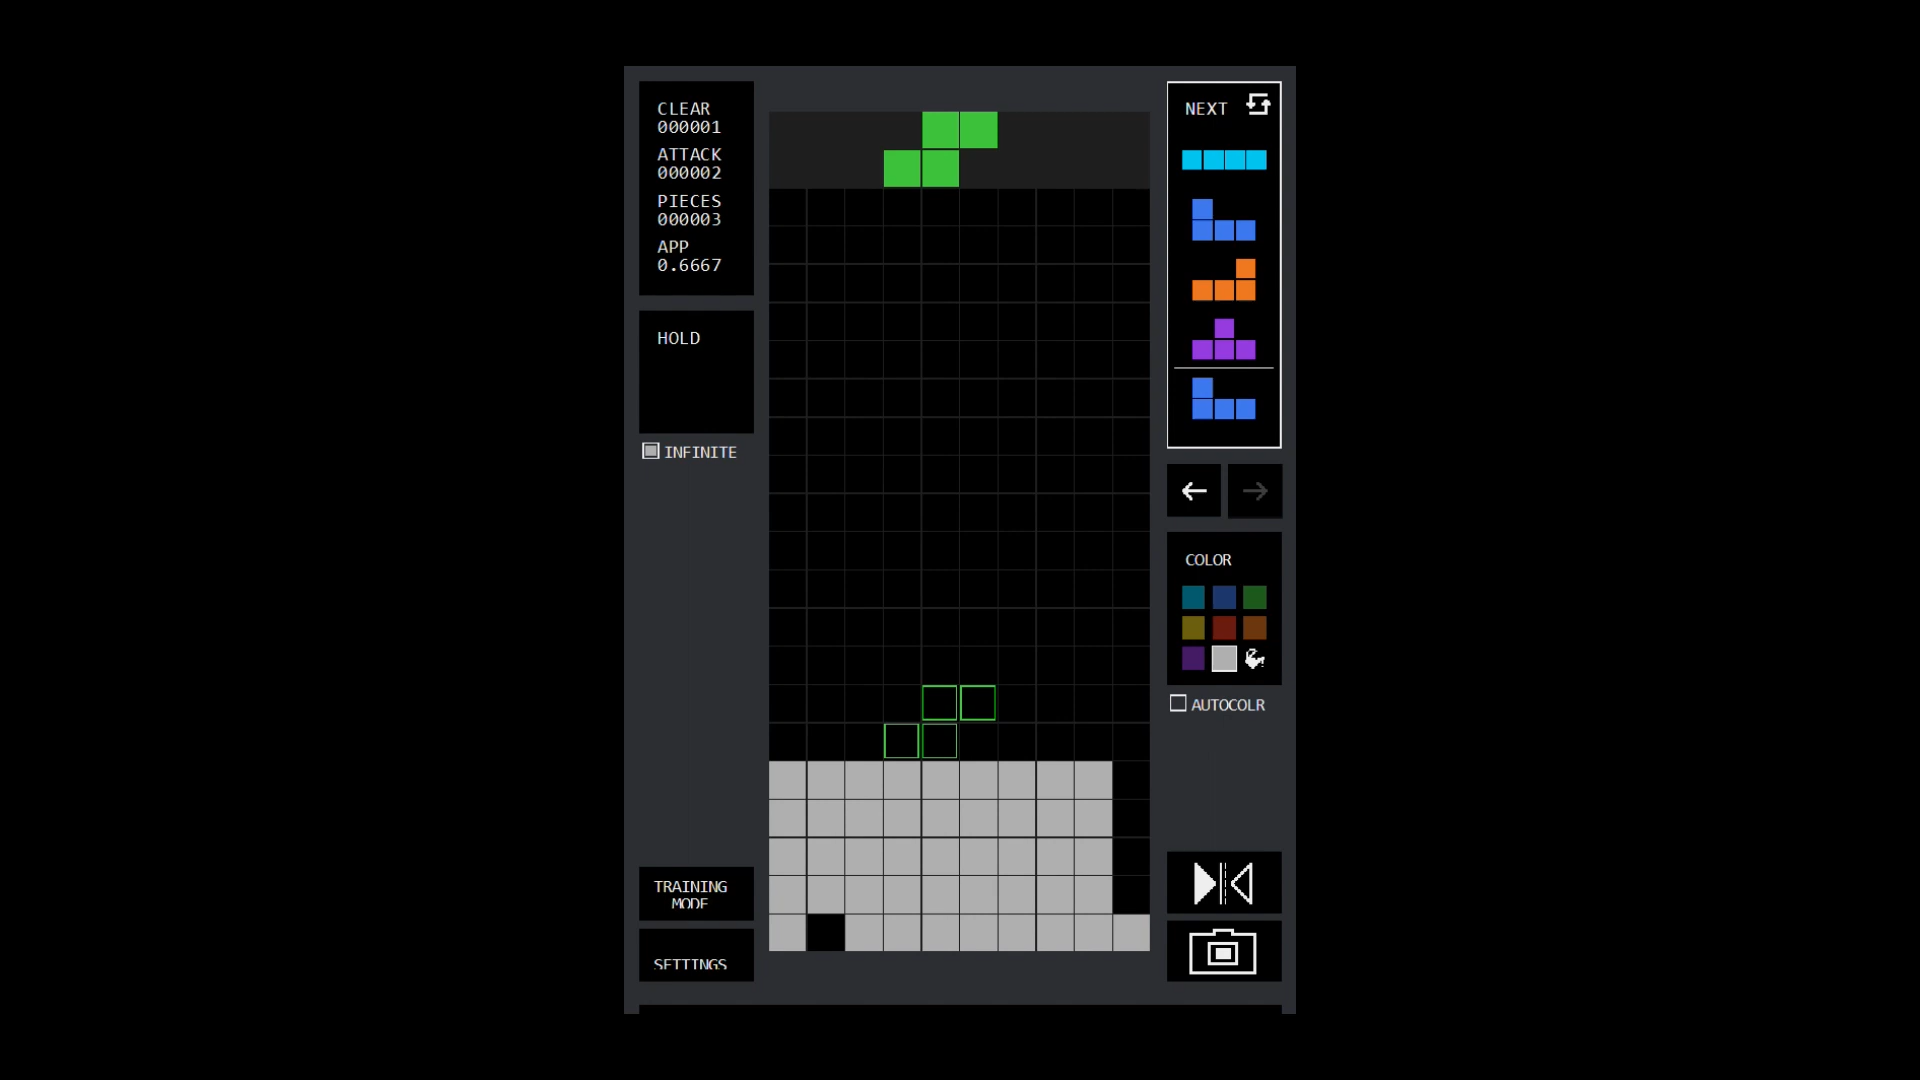 CLEAR
000001
ATTACK
000002
PIECES
000003
APP
0.6667
HOLD
INFINITE
TRAINING
MODE
SETTINGS
NEXT
COLOR
AUTOCOLR